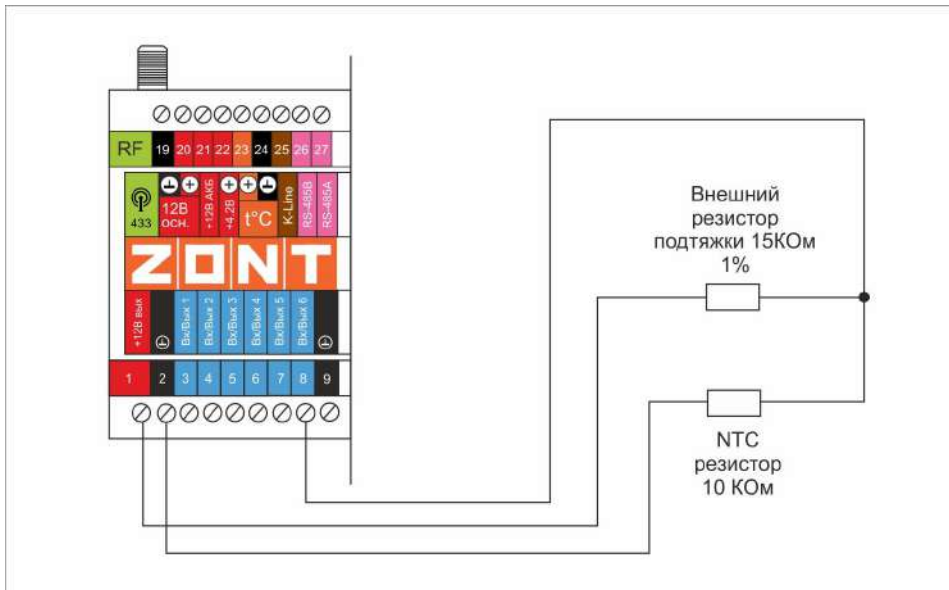 RF 19 20 21 22 23 24 25 26 27
433
12В
осн.
+12В АКБ
+4.2В
t°C
K-Line
RS-485B
RS-485A
ZONT
+12В вых
Вх/Вых 1
Вх/Вых 2
Вх/Вых 3
Вх/Вых 4
Вх/Вых 5
Вх/Вых 6
1 2 3 4 5 6 7 8 9
Внешний
резистор
подтяжки 15КОм
1%
NTC
резистор
10 КОм